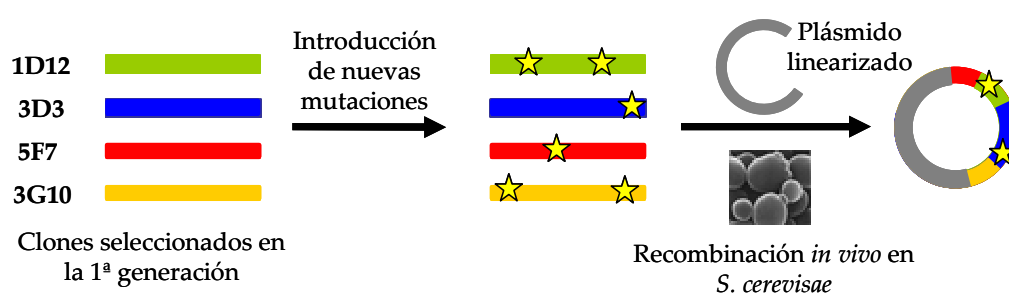 1D12
3D3
5F7
3G10
Clones seleccionados en
la 1ª generación
Introducción
de nuevas
mutaciones
Plásmido
linearizado
Recombinación in vivo en
S. cerevisae